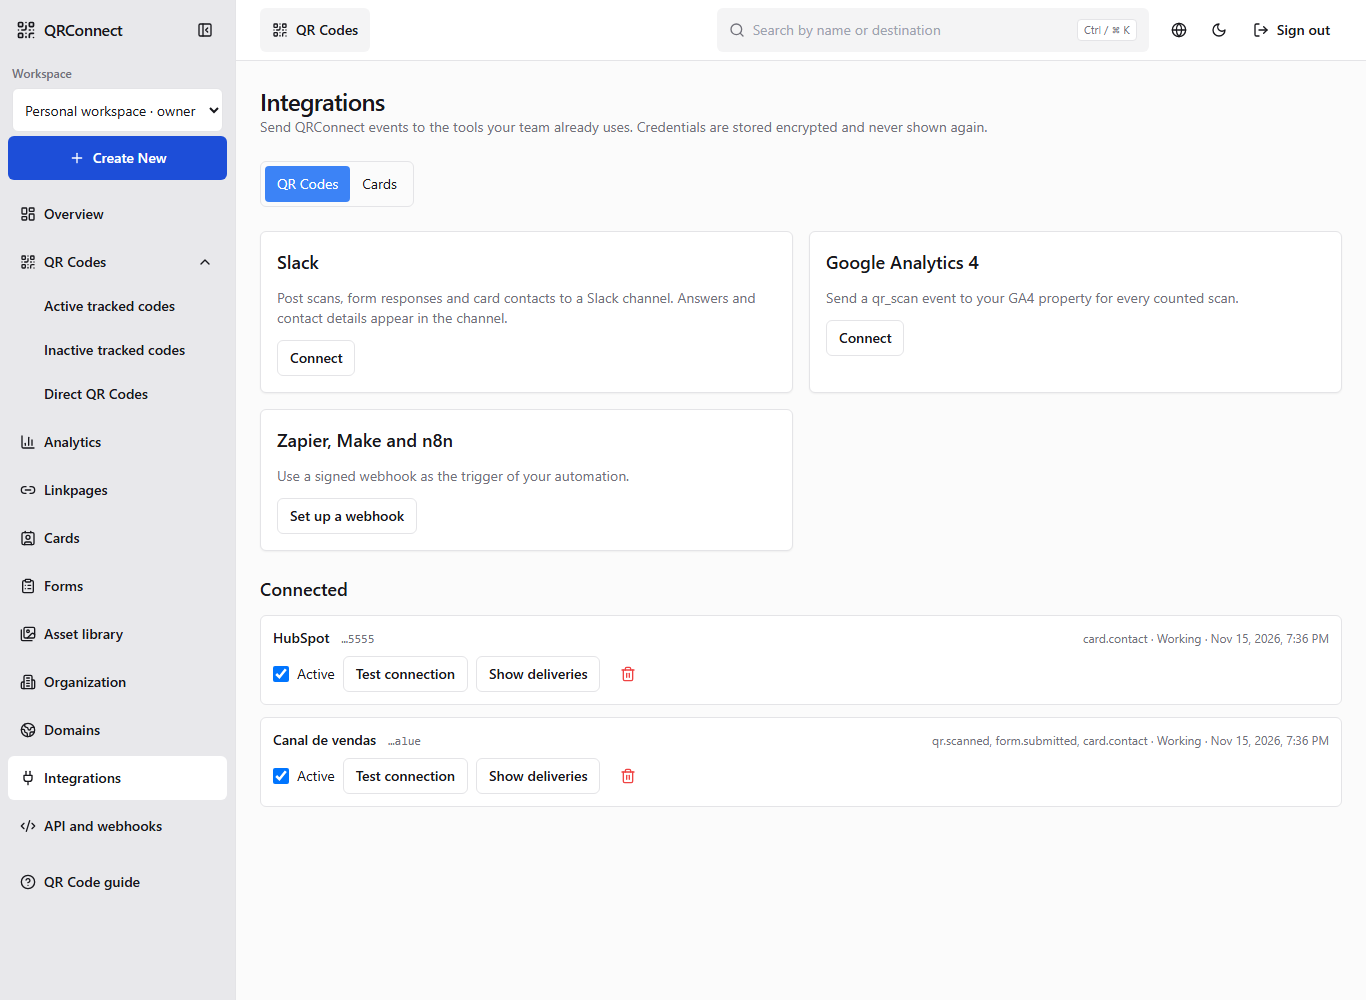 QRConnect
Workspace
Personal workspace · owner
Create New
Overview
QR Codes
Active tracked codes
Inactive tracked codes
Direct QR Codes
Analytics
Linkpages
Cards
Forms
Asset library
Organization
Domains
Integrations
API and webhooks
QR Code guide
QR Codes
Search by name or destination
Ctrl / ⌘ K
Sign out
Integrations
Send QRConnect events to the tools your team already uses. Credentials are stored encrypted and never shown again.
QR Codes Cards
Slack
Post scans, form responses and card contacts to a Slack channel. Answers and
contact details appear in the channel.
Connect
Google Analytics 4
Send a qr_scan event to your GA4 property for every counted scan.
Connect
Zapier, Make and n8n
Use a signed webhook as the trigger of your automation.
Set up a webhook
Connected
HubSpot …5555
card.contact · Working · Nov 15, 2026, 7:36 PM
Active Test connection Show deliveries
Canal de vendas …alue
qr.scanned, form.submitted, card.contact · Working · Nov 15, 2026, 7:36 PM
Active Test connection Show deliveries